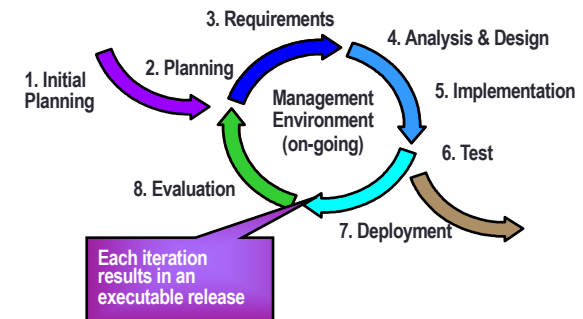 3. Requirements
4. Analysis & Design
2. Planning
1. Initial
Planning
5. Implementation
Management
Environment
(on-going)
6. Test
8. Evaluation
7. Deployment
Each iteration
results in an
executable release